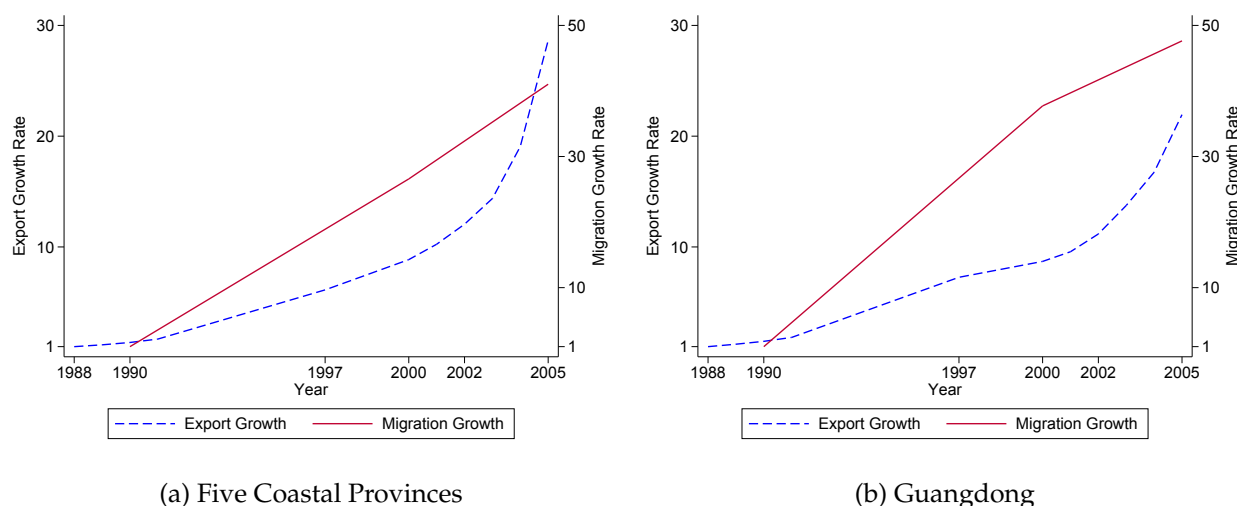 30
20
10
1
Export Growth Rate
50
30
10
1
Migration Growth Rate
1988 1990 1997 2000 2002 2005
Year
Export Growth Migration Growth
(a) Five Coastal Provinces
30
20
10
1
Export Growth Rate
50
30
10
1
Migration Growth Rate
1988 1990 1997 2000 2002 2005
Year
Export Growth Migration Growth
(b) Guangdong